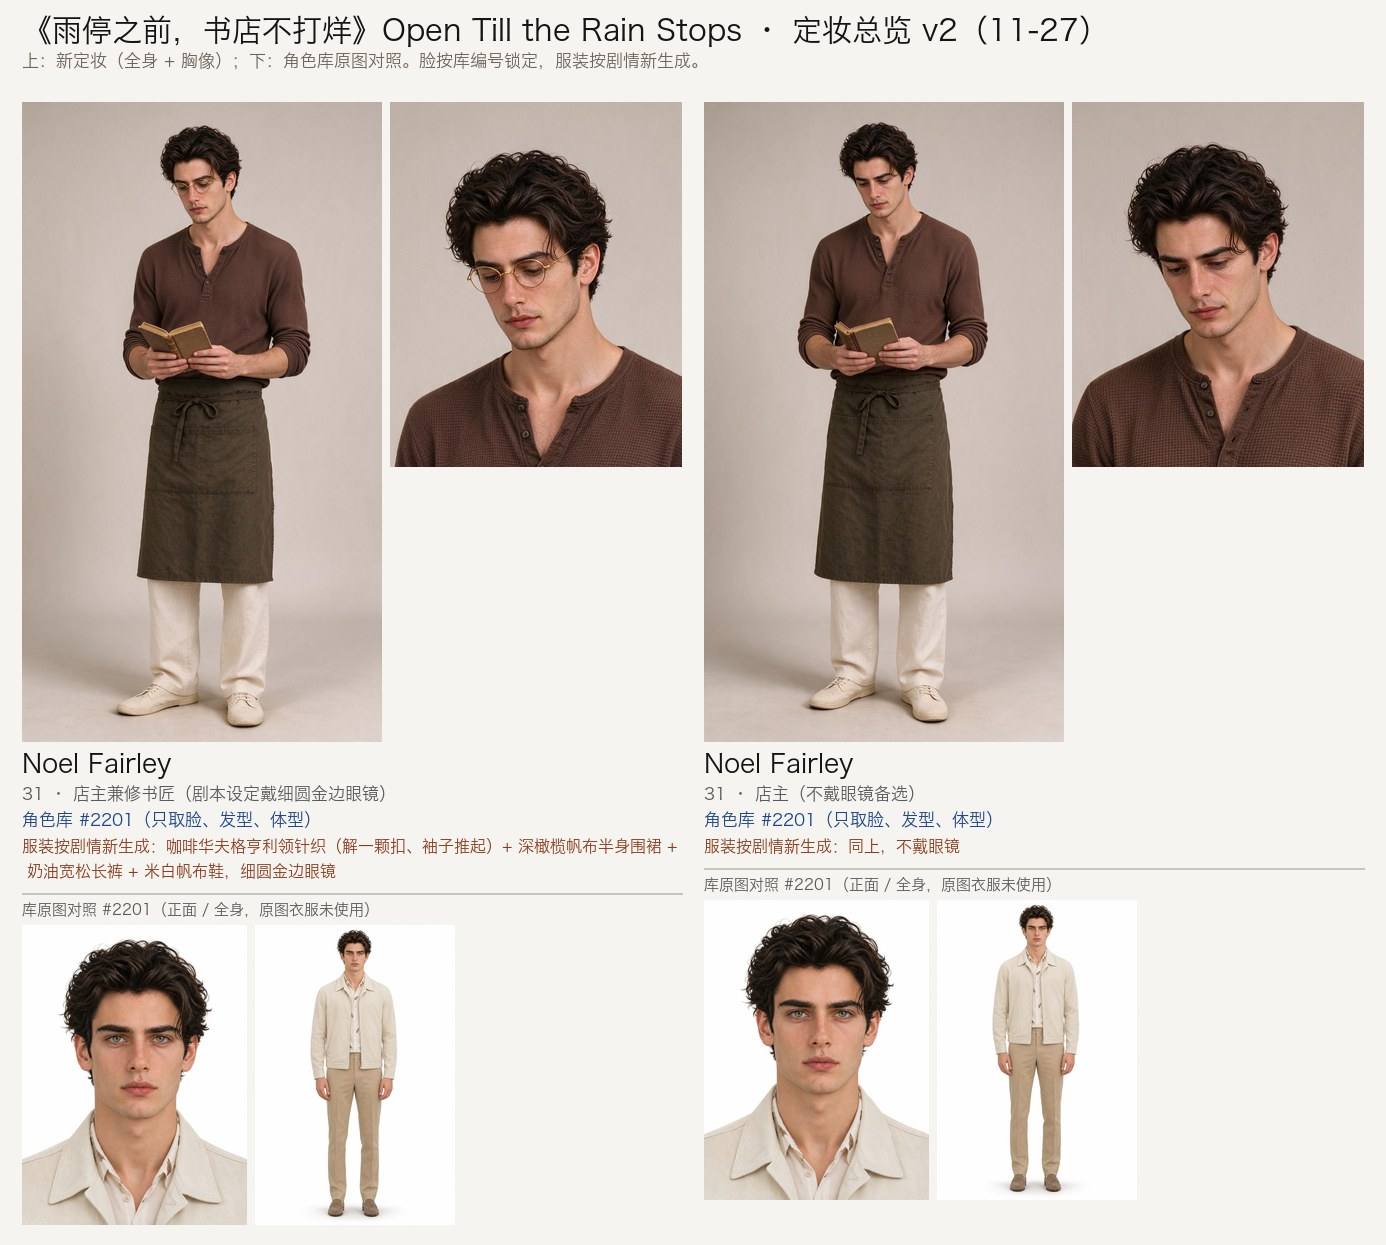 《雨停之前，书店不打烊》Open Till the Rain Stops · 定妆总览 v2（11-27）
上：新定妆（全身 + 胸像）；下：角色库原图对照。脸按库编号锁定，服装按剧情新生成。
Noel Fairley
31 · 店主兼修书匠（剧本设定戴细圆金边眼镜）
角色库 #2201（只取脸、发型、体型）
服装按剧情新生成：咖啡华夫格亨利领针织（解一颗扣、袖子推起）+ 深橄榄帆布半身围裙 +
奶油宽松长裤 + 米白帆布鞋，细圆金边眼镜
库原图对照 #2201（正面 / 全身，原图衣服未使用）
Noel Fairley
31 · 店主（不戴眼镜备选）
角色库 #2201（只取脸、发型、体型）
服装按剧情新生成：同上，不戴眼镜
库原图对照 #2201（正面 / 全身，原图衣服未使用）